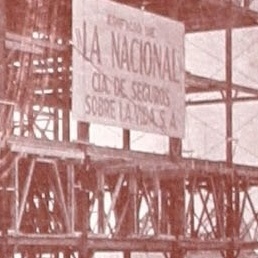 EDIFICIO DE
LA NACIONAL
CIA DE SEGUROS
SOBRE LA VIDA, S. A.